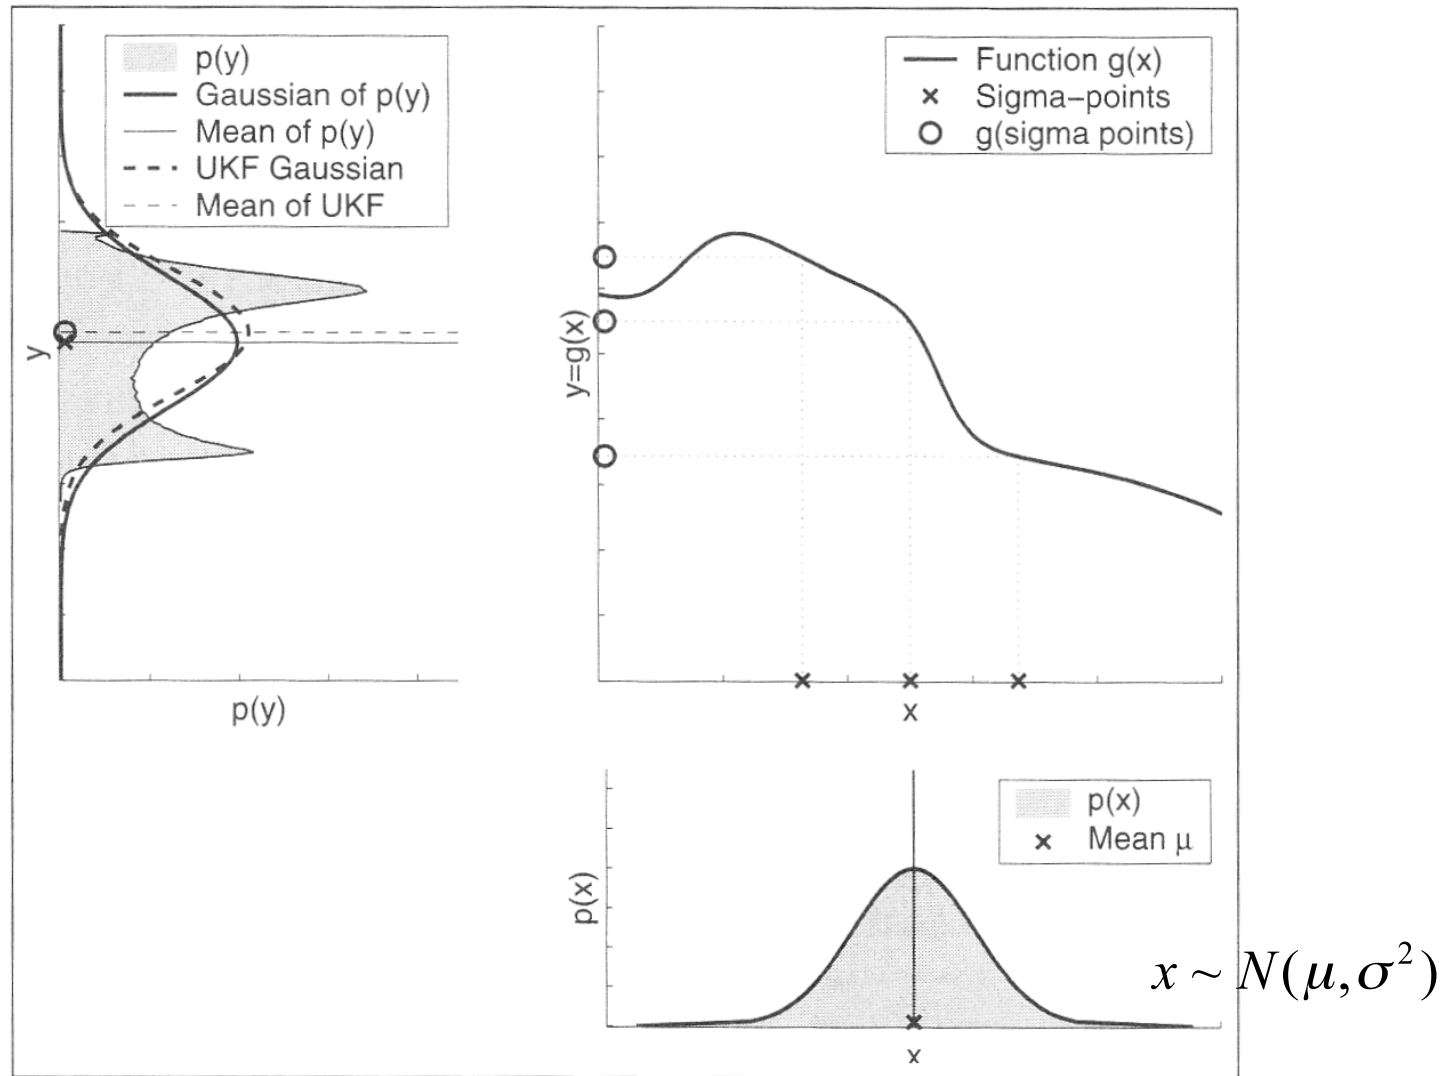 p(y)
Gaussian of p(y)
Mean of p(y)
UKF Gaussian
Mean of UKF
y
p(y)
Function g(x)
Sigma−points
g(sigma points)
y=g(x)
x
p(x)
Mean μ
p(x)
x
x ~ N(μ,σ²)